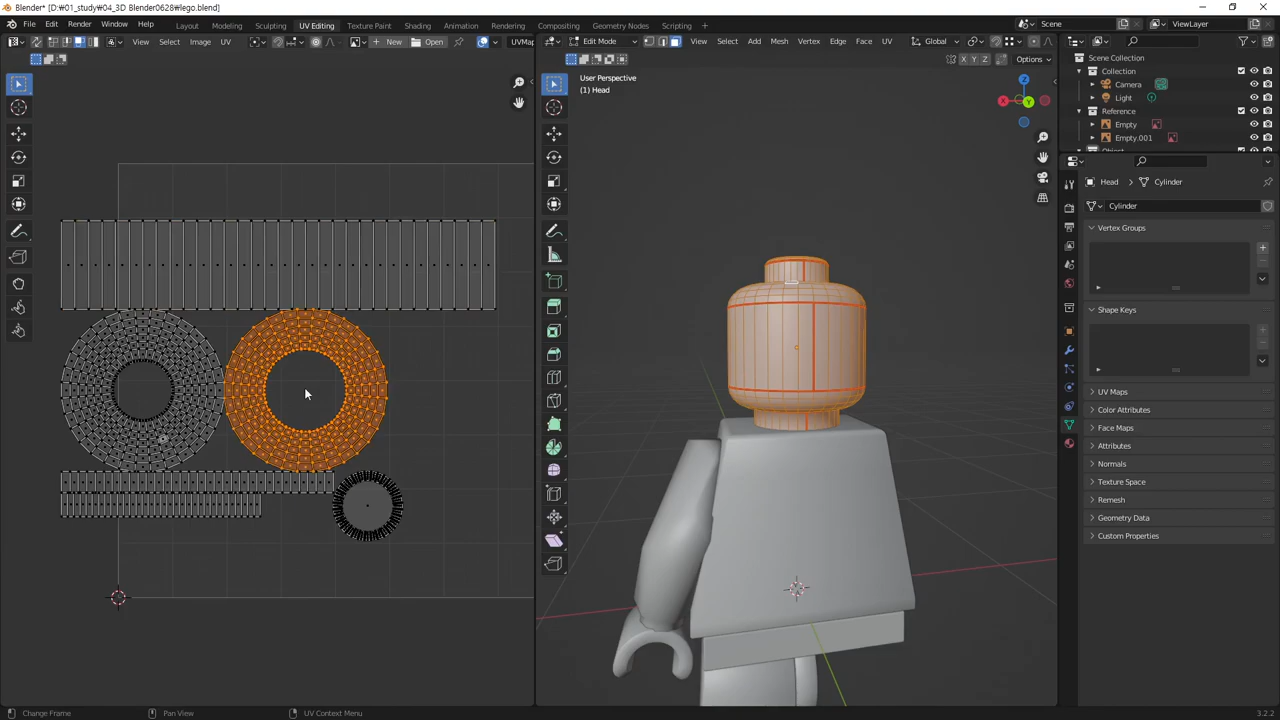 Blender* [D:₩01_study₩04_3D Blender0628₩lego.blend]
File Edit Render Window Help Layout Modeling Sculpting UV Editing Texture Paint Shading Animation Rendering Compositing Geometry Nodes Scripting + Scene ViewLayer
View Select Image UV New Open UVMap Edit Mode View Select Add Mesh Vertex Edge Face UV Global
X Y Z Options
User Perspective
(1) Head
Z
X
Y
Scene Collection
Collection
Camera
Light
Reference
Empty
Empty.001
Head > Cylinder
Cylinder
Vertex Groups
Shape Keys
UV Maps
Color Attributes
Face Maps
Attributes
Normals
Texture Space
Remesh
Geometry Data
Custom Properties
Change Frame Pan View UV Context Menu 3.2.2